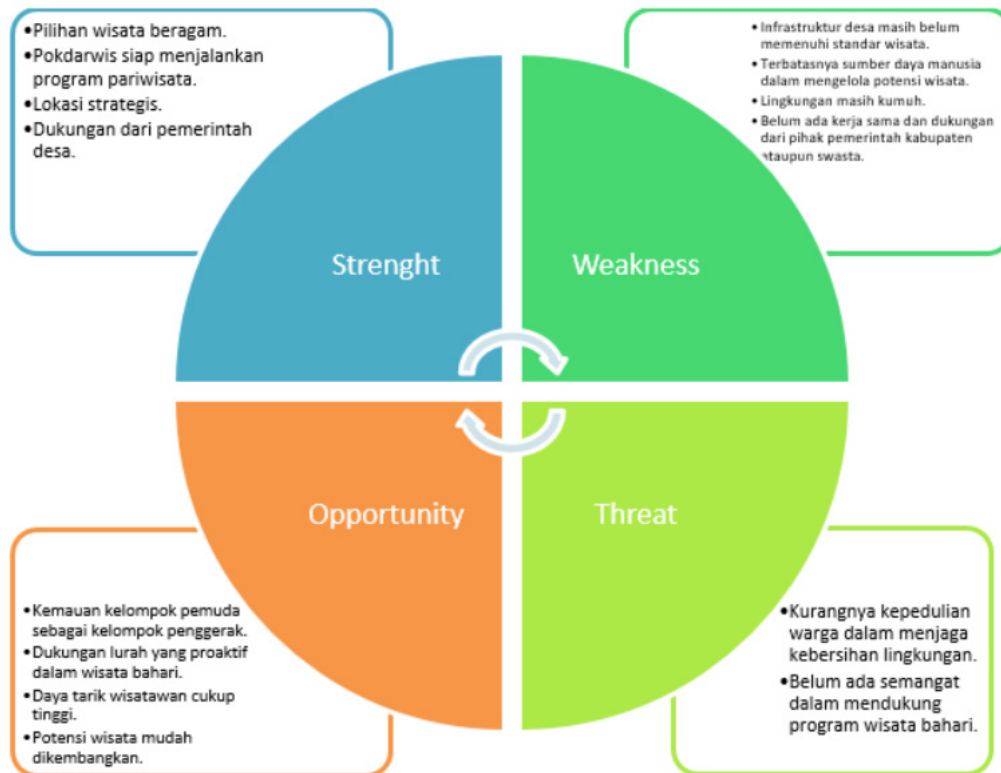 •Pilihan wisata beragam.
•Pokdarwis siap menjalankan
program pariwisata.
•Lokasi strategis.
•Dukungan dari pemerintah
desa.
• Infrastruktur desa masih belum
memenuhi standar wisata.
• Terbatasnya sumber daya manusia
dalam mengelola potensi wisata.
• Lingkungan masih kumuh.
• Belum ada kerja sama dan dukungan
dari pihak pemerintah kabupaten
ataupun swasta.
Strenght
Weakness
Opportunity
Threat
•Kemauan kelompok pemuda
sebagai kelompok penggerak.
•Dukungan lurah yang proaktif
dalam wisata bahari.
•Daya tarik wisatawan cukup
tinggi.
•Potensi wisata mudah
dikembangkan.
•Kurangnya kepedulian
warga dalam menjaga
kebersihan lingkungan.
•Belum ada semangat
dalam mendukung
program wisata bahari.